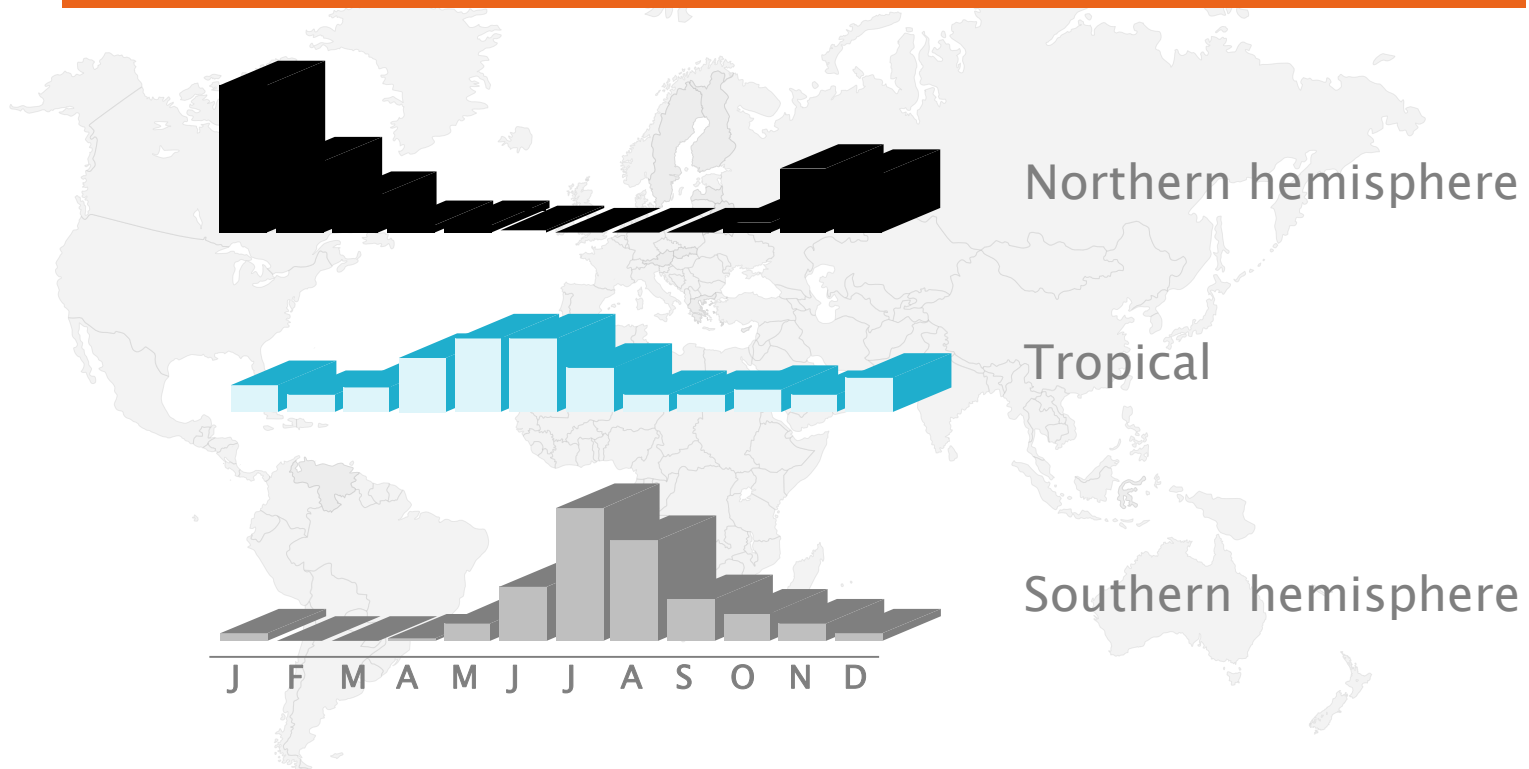 Northern hemisphere
Tropical
Southern hemisphere
J F M A M J J A S O N D